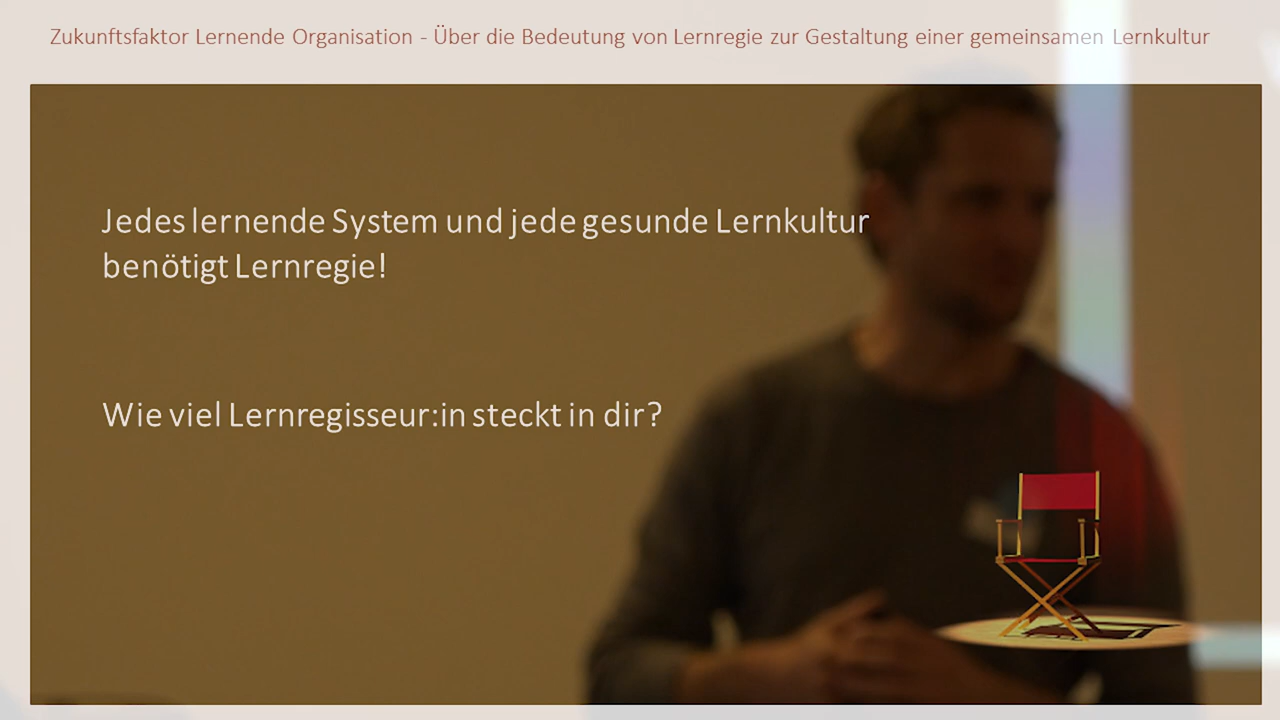 Zukunftsfaktor Lernende Organisation - Über die Bedeutung von Lernregie zur Gestaltung einer gemeinsamen Lernkultur
Jedes lernende System und jede gesunde Lernkultur
benötigt Lernregie!
Wie viel Lernregisseur:in steckt in dir?